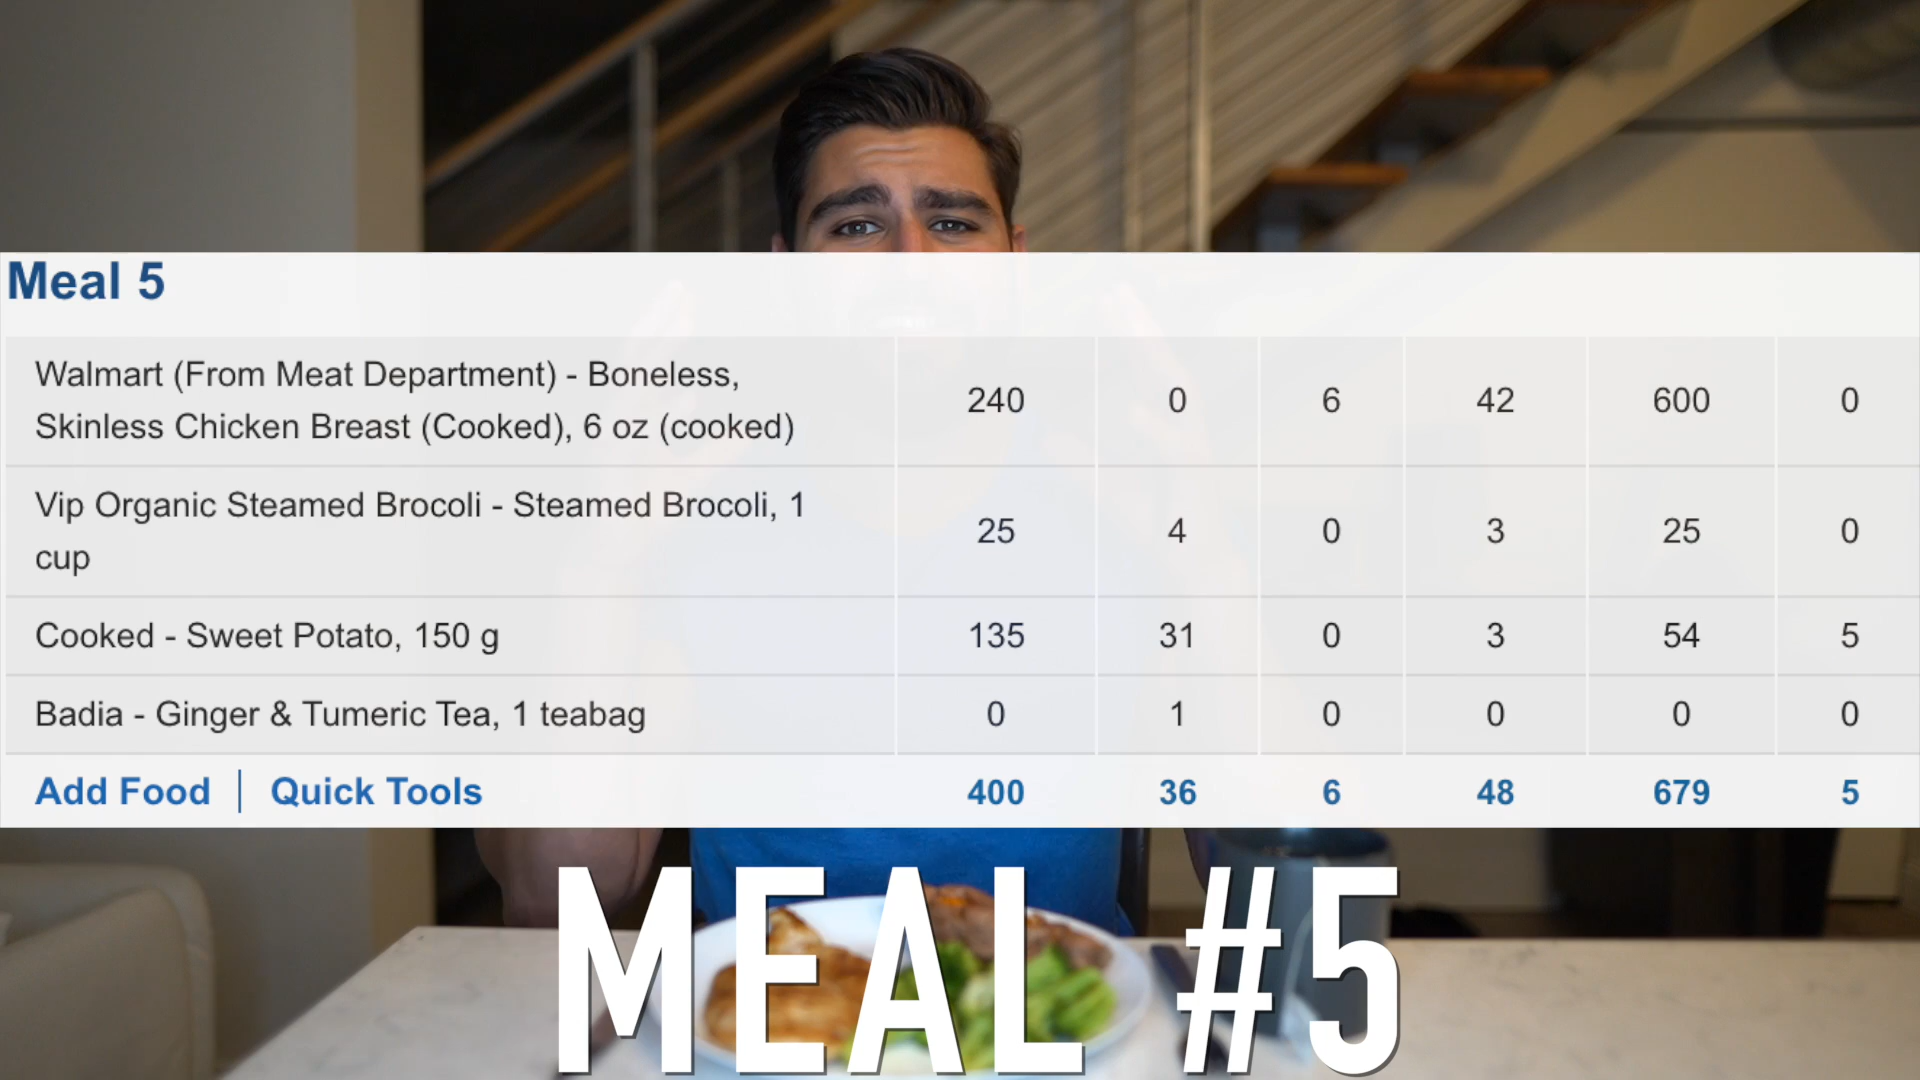 Meal 5
Walmart (From Meat Department) - Boneless,
Skinless Chicken Breast (Cooked), 6 oz (cooked) 240 0 6 42 600 0
Vip Organic Steamed Brocoli - Steamed Brocoli, 1
cup 25 4 0 3 25 0
Cooked - Sweet Potato, 150 g 135 31 0 3 54 5
Badia - Ginger & Tumeric Tea, 1 teabag 0 1 0 0 0 0
Add Food | Quick Tools 400 36 6 48 679 5
MEAL #5